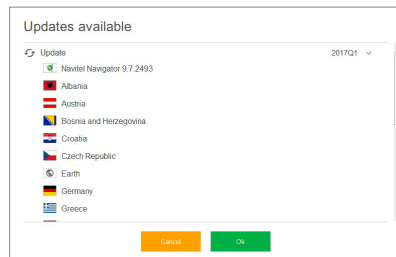 Updates available
Update 2017Q1
Navitel Navigator 9.7.2493
Albania
Austria
Bosnia and Herzegovina
Croatia
Czech Republic
Earth
Germany
Greece
Cancel Ok